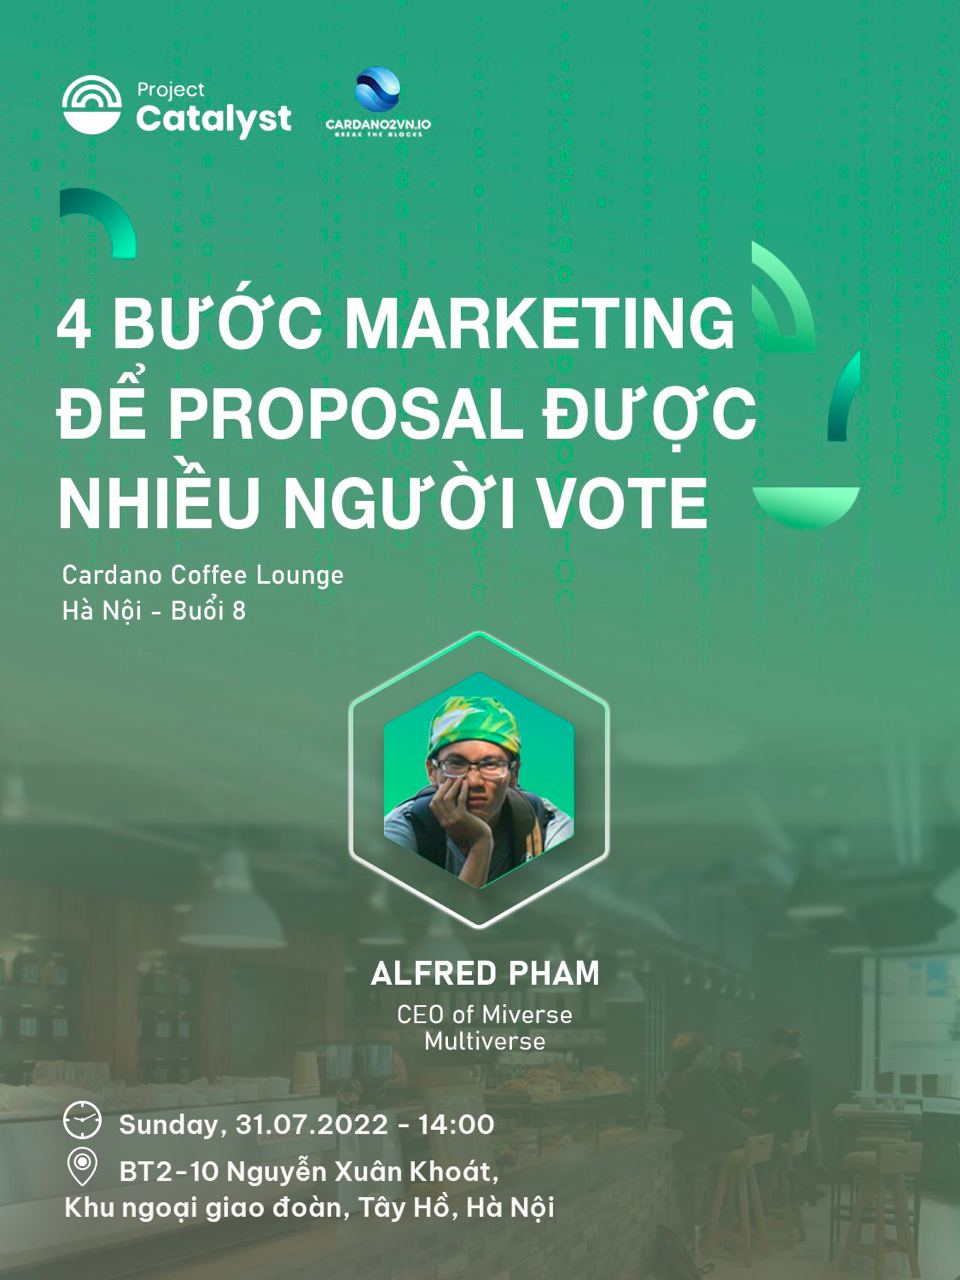 Project
Catalyst
CARDANO2VN.IO
BREAK THE BLOCKS
4 BƯỚC MARKETING
ĐỂ PROPOSAL ĐƯỢC
NHIỀU NGƯỜI VOTE
Cardano Coffee Lounge
Hà Nội - Buổi 8
ALFRED PHAM
CEO of Miverse
Multiverse
Sunday, 31.07.2022 - 14:00
BT2-10 Nguyễn Xuân Khoát,
Khu ngoại giao đoàn, Tây Hồ, Hà Nội